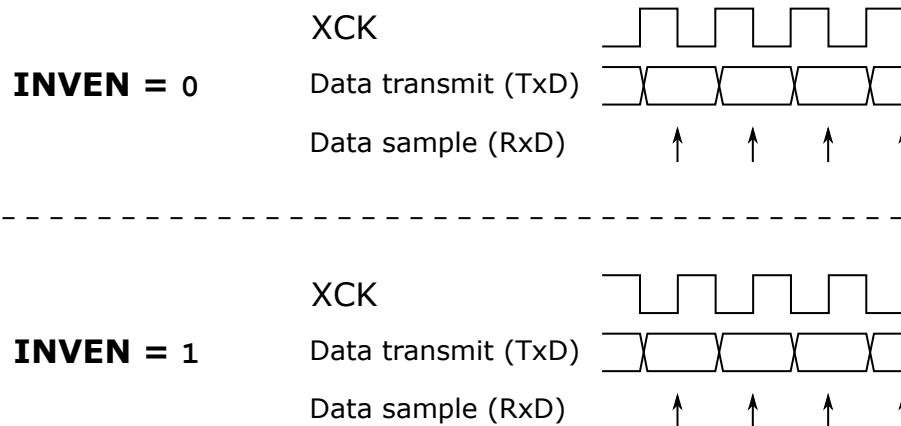 XCK
INVEN = 0
Data transmit (TxD)
Data sample (RxD)
XCK
INVEN = 1
Data transmit (TxD)
Data sample (RxD)